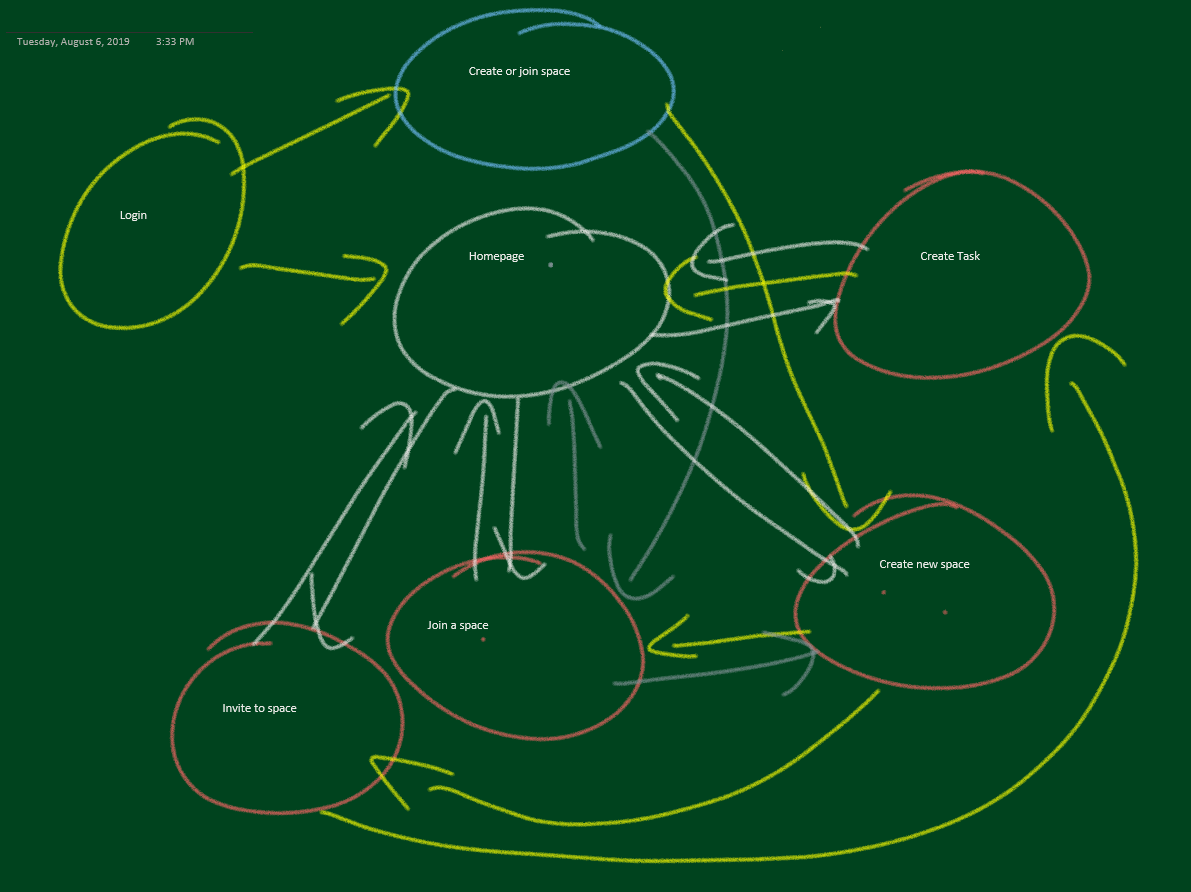 Tuesday, August 6, 2019 3:33 PM
Create or join space
Login
Homepage
Create Task
Create new space
Join a space
Invite to space